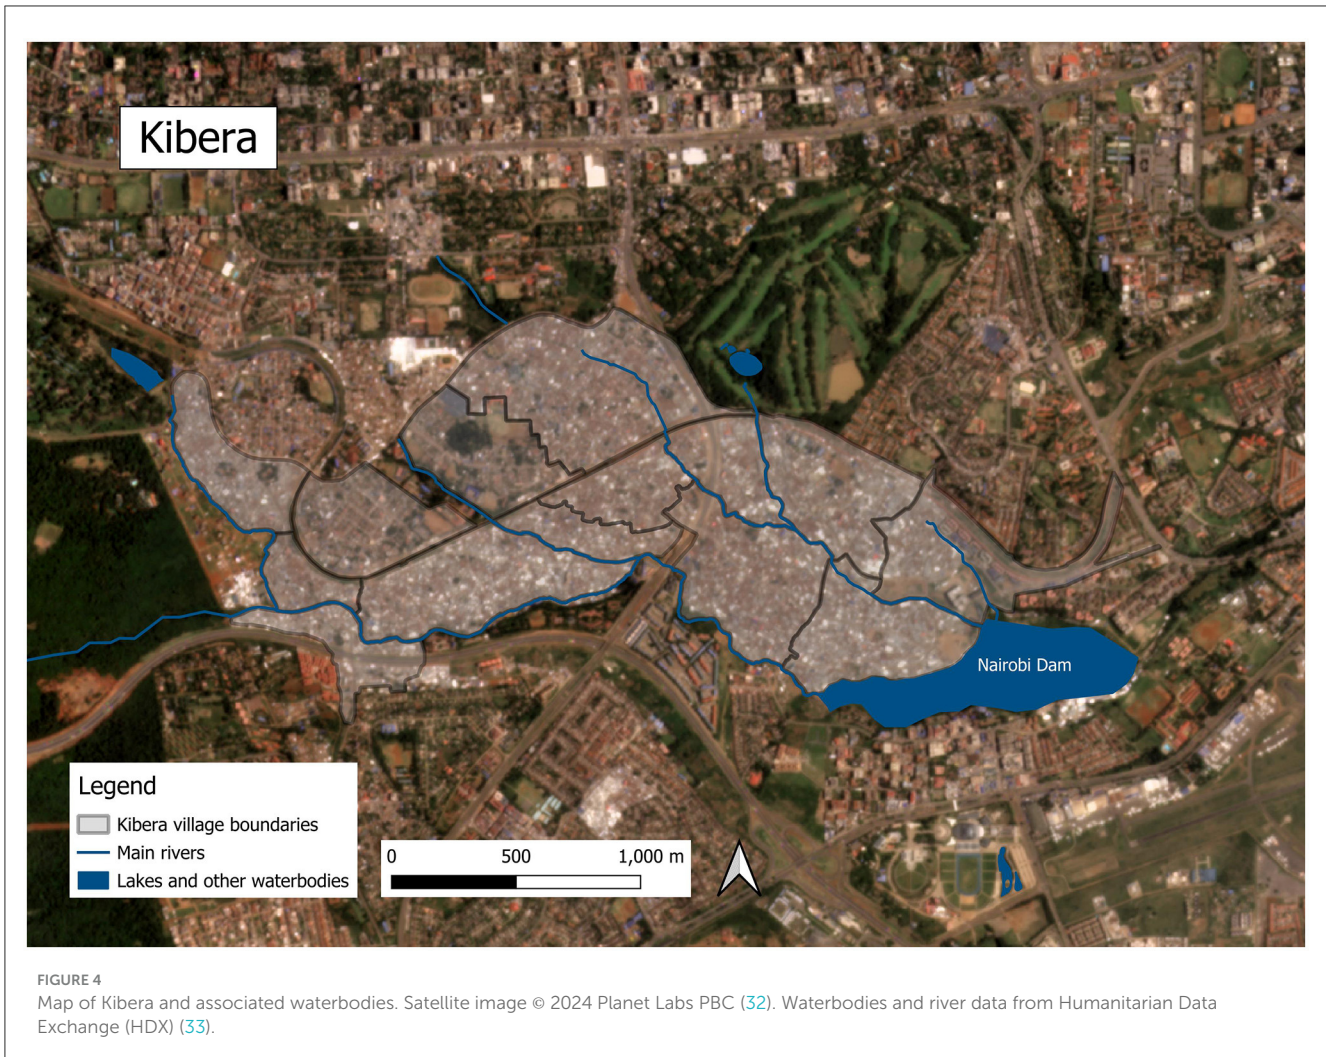 Kibera
Nairobi Dam
Legend
Kibera village boundaries
Main rivers
Lakes and other waterbodies
0 500 1,000 m
FIGURE 4
Map of Kibera and associated waterbodies. Satellite image © 2024 Planet Labs PBC (32). Waterbodies and river data from Humanitarian Data
Exchange (HDX) (33).